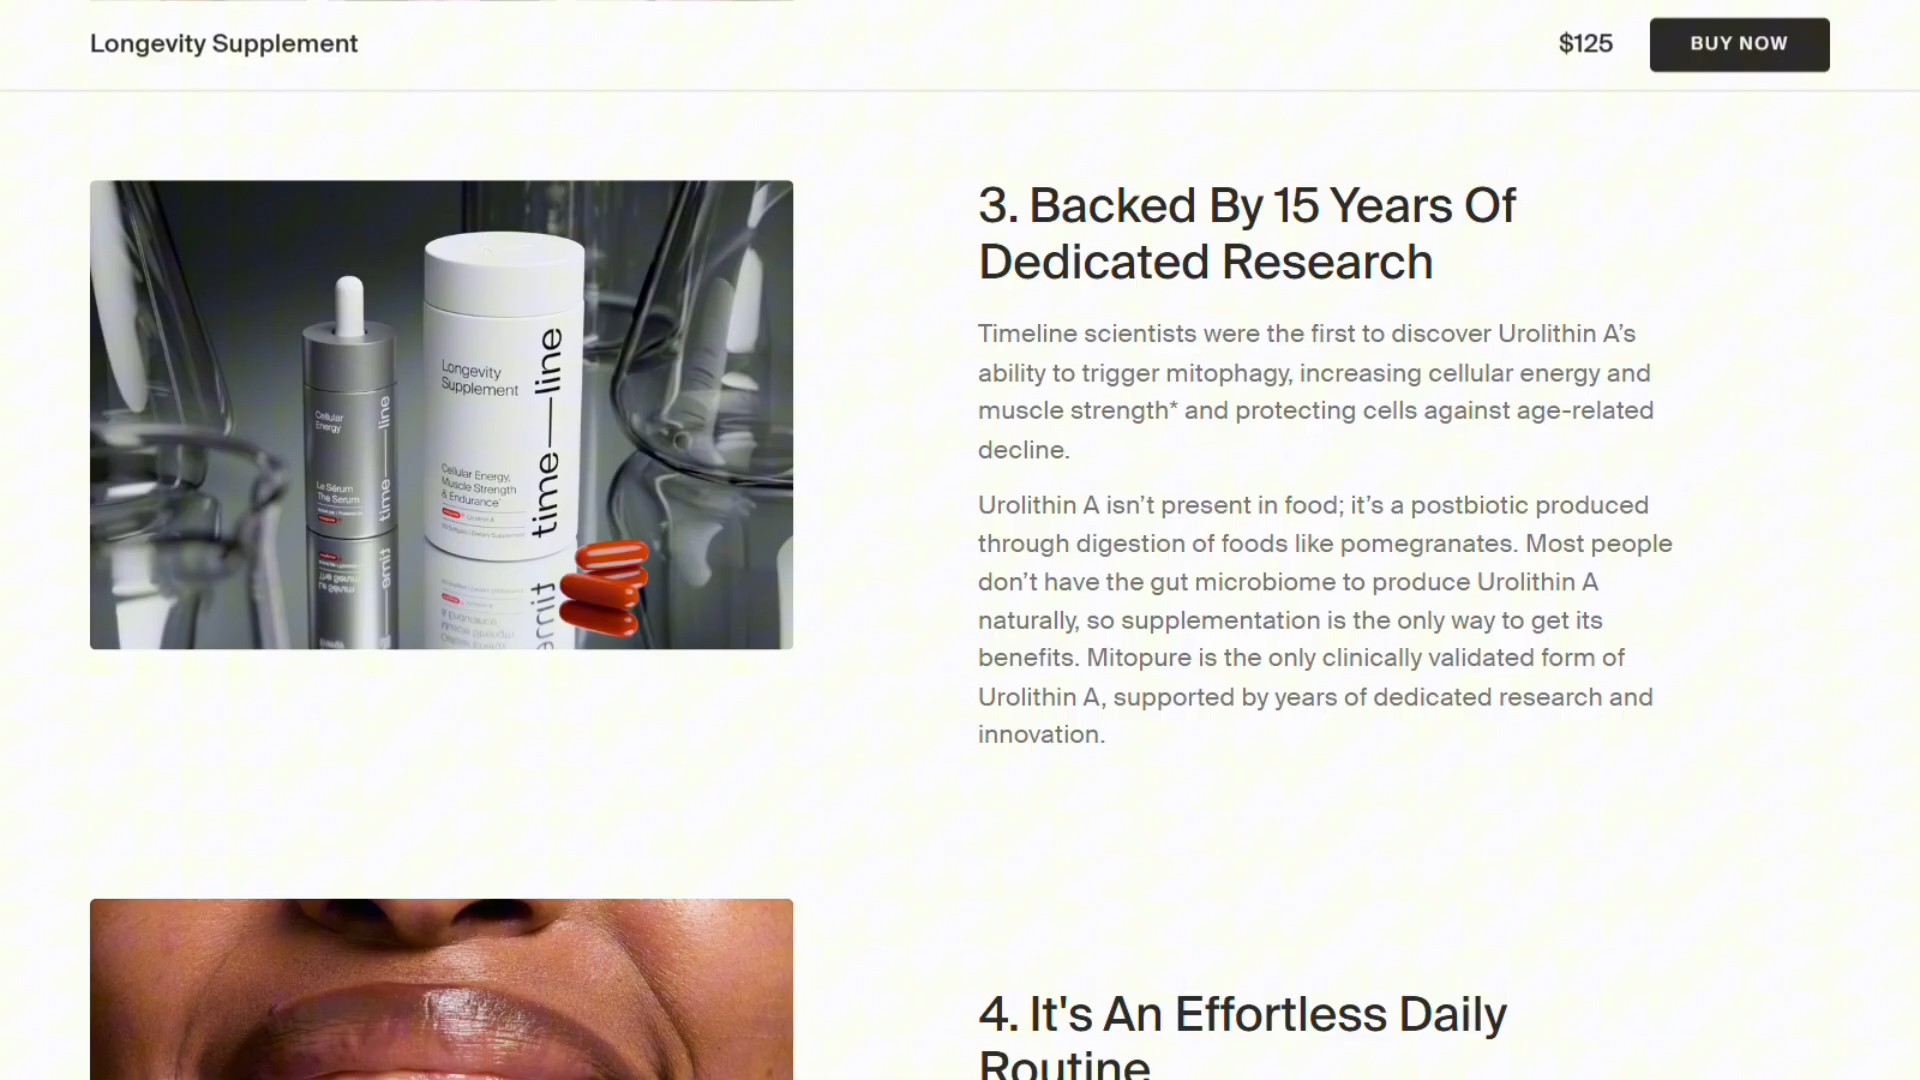 Longevity Supplement
$125
BUY NOW
Longevity
Supplement
time—line
Cellular Energy,
Muscle Strength
& Endurance*
Cellular
Energy
time—line
Le Sérum
The Serum
3. Backed By 15 Years Of
Dedicated Research
Timeline scientists were the first to discover Urolithin A’s
ability to trigger mitophagy, increasing cellular energy and
muscle strength* and protecting cells against age-related
decline.
Urolithin A isn’t present in food; it’s a postbiotic produced
through digestion of foods like pomegranates. Most people
don’t have the gut microbiome to produce Urolithin A
naturally, so supplementation is the only way to get its
benefits. Mitopure is the only clinically validated form of
Urolithin A, supported by years of dedicated research and
innovation.
4. It's An Effortless Daily
Routine